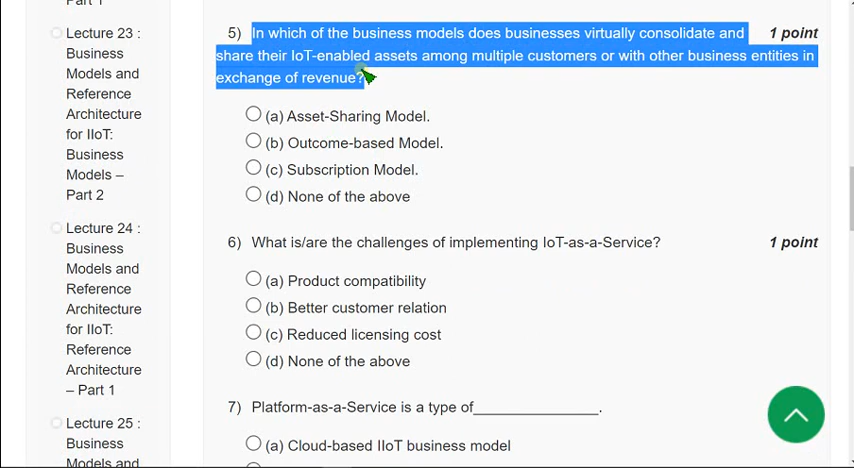 Part 1
Lecture 23 :
Business
Models and
Reference
Architecture
for IIoT:
Business
Models –
Part 2
Lecture 24 :
Business
Models and
Reference
Architecture
for IIoT:
Reference
Architecture
– Part 1
Lecture 25 :
Business
Models and
5) In which of the business models does businesses virtually consolidate and 1 point
share their IoT-enabled assets among multiple customers or with other business entities in
exchange of revenue?
(a) Asset-Sharing Model.
(b) Outcome-based Model.
(c) Subscription Model.
(d) None of the above
6) What is/are the challenges of implementing IoT-as-a-Service? 1 point
(a) Product compatibility
(b) Better customer relation
(c) Reduced licensing cost
(d) None of the above
7) Platform-as-a-Service is a type of_______________.
(a) Cloud-based IIoT business model